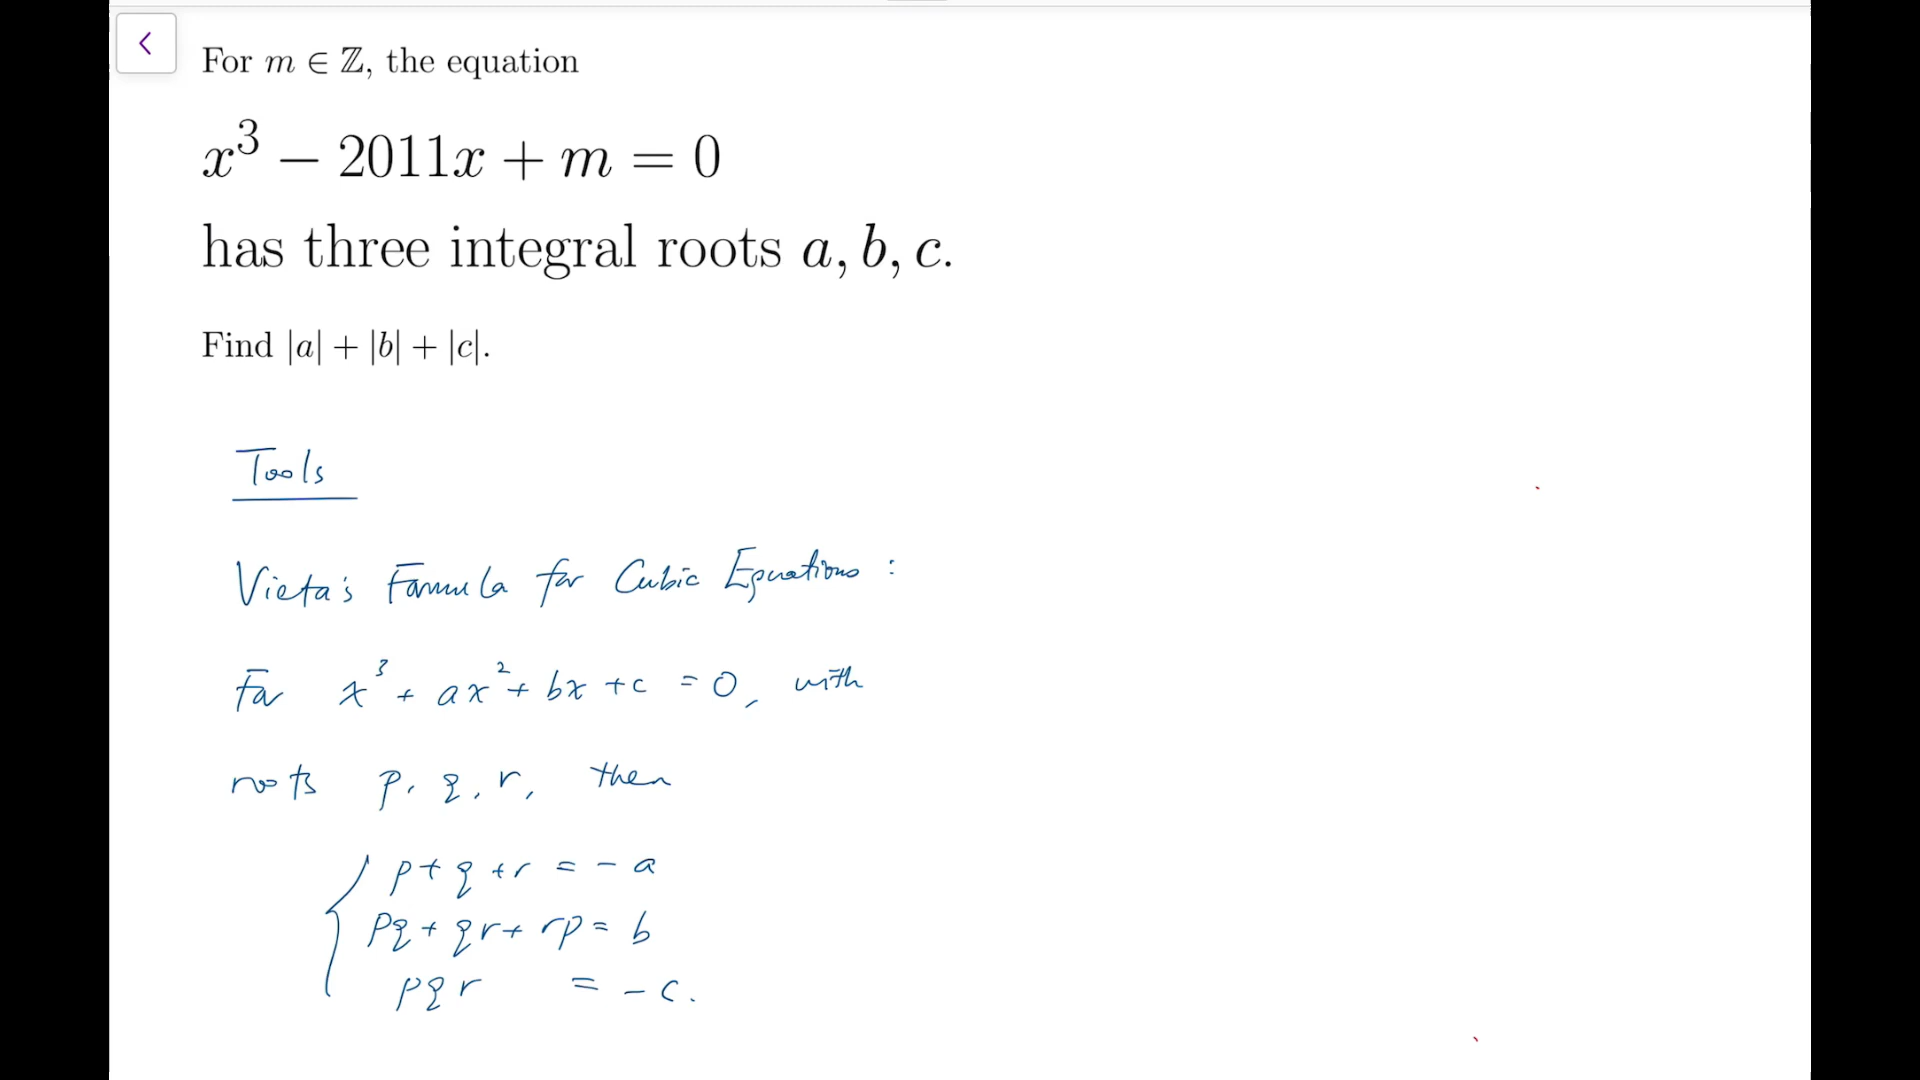 For m ∈ ℤ, the equation
x³ − 2011x + m = 0
has three integral roots a, b, c.
Find |a| + |b| + |c|.
Tools
Vieta's Formula for Cubic Equations :
For x³ + ax² + bx + c = 0, with
roots p, q, r, then
p + q + r = − a
pq + qr + rp = b
pqr = − c.